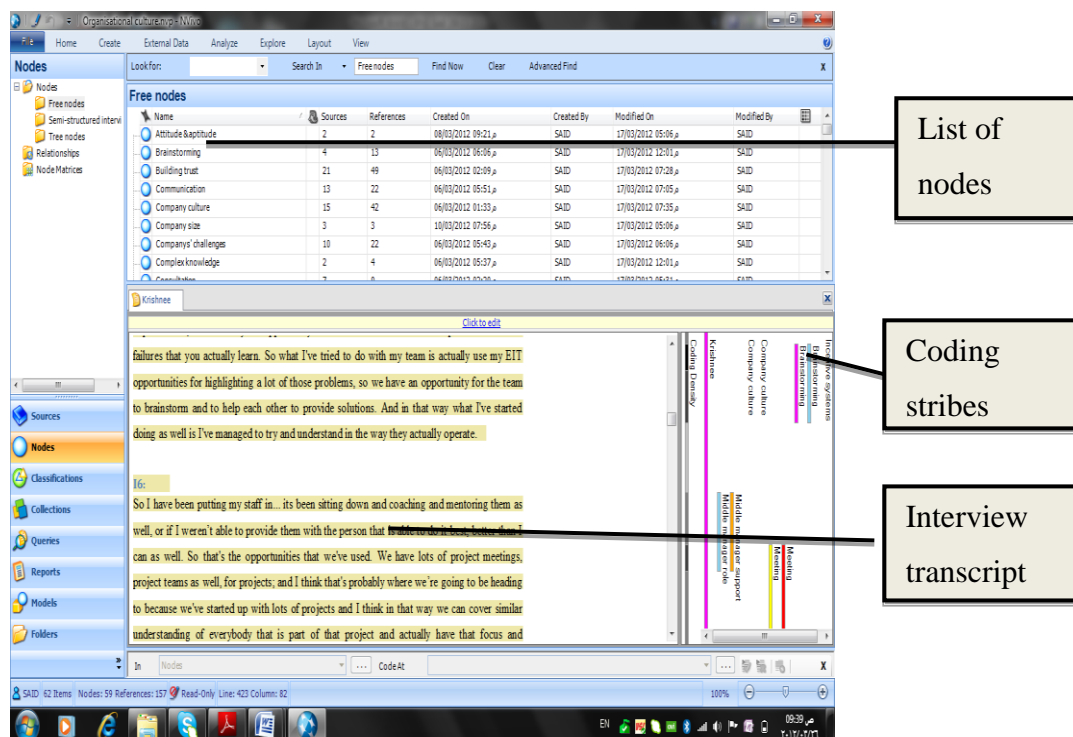 Organisational culture.nvp - NVivo
File Home Create External Data Analyze Explore Layout View
Nodes
Look for: Search In Free nodes Find Now Clear Advanced Find x
Nodes
Free nodes
Semi-structured intervi
Tree nodes
Relationships
Node Matrices
Free nodes
Name Sources References Created On Created By Modified On Modified By
Attitude & aptitude 2 2 08/03/2012 09:21 م SAID 17/03/2012 05:06 م SAID
Brainstorming 4 13 06/03/2012 06:06 م SAID 17/03/2012 12:01 م SAID
Building trust 21 49 06/03/2012 02:09 م SAID 17/03/2012 07:28 م SAID
Communication 13 22 06/03/2012 05:51 م SAID 17/03/2012 07:05 م SAID
Company culture 15 42 06/03/2012 01:33 م SAID 17/03/2012 07:35 م SAID
Company size 3 3 10/03/2012 07:56 م SAID 17/03/2012 05:06 م SAID
Companys' challenges 10 22 06/03/2012 05:43 م SAID 17/03/2012 06:06 م SAID
Complex knowledge 2 4 06/03/2012 05:37 م SAID 17/03/2012 12:01 م SAID
List of
nodes
Krishnee x
Click to edit
failures that you actually learn. So what I've tried to do with my team is actually use my EIT
opportunities for highlighting a lot of those problems, so we have an opportunity for the team
to brainstorm and to help each other to provide solutions. And in that way what I've started
doing as well is I've managed to try and understand in the way they actually operate.
I6:
So I have been putting my staff in... its been sitting down and coaching and mentoring them as
well, or if I weren't able to provide them with the person that is able to do it best, better than I
can as well. So that's the opportunities that we've used. We have lots of project meetings,
project teams as well, for projects; and I think that's probably where we're going to be heading
to because we've started up with lots of projects and I think in that way we can cover similar
understanding of everybody that is part of that project and actually have that focus and
Coding Density
Krishnee
Company culture
Company culture
Brainstorming
Brainstorming
Incentive systems
Middle manager role
Middle manager support
Meeting
Meeting
Coding
stribes
Interview
transcript
Sources
Nodes
Classifications
Collections
Queries
Reports
Models
Folders
In Nodes ... Code At ... X
SAID 62 Items Nodes: 59 References: 157 Read-Only Line: 423 Column: 82 100%
EN 09:39 ص